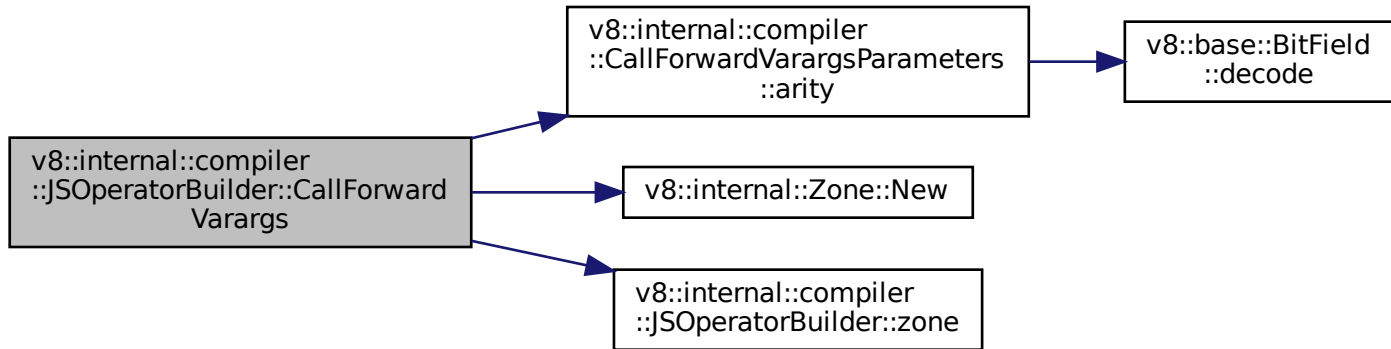 v8::internal::compiler
::JSOperatorBuilder::CallForward
Varargs
v8::internal::compiler
::CallForwardVarargsParameters
::arity
v8::base::BitField
::decode
v8::internal::Zone::New
v8::internal::compiler
::JSOperatorBuilder::zone